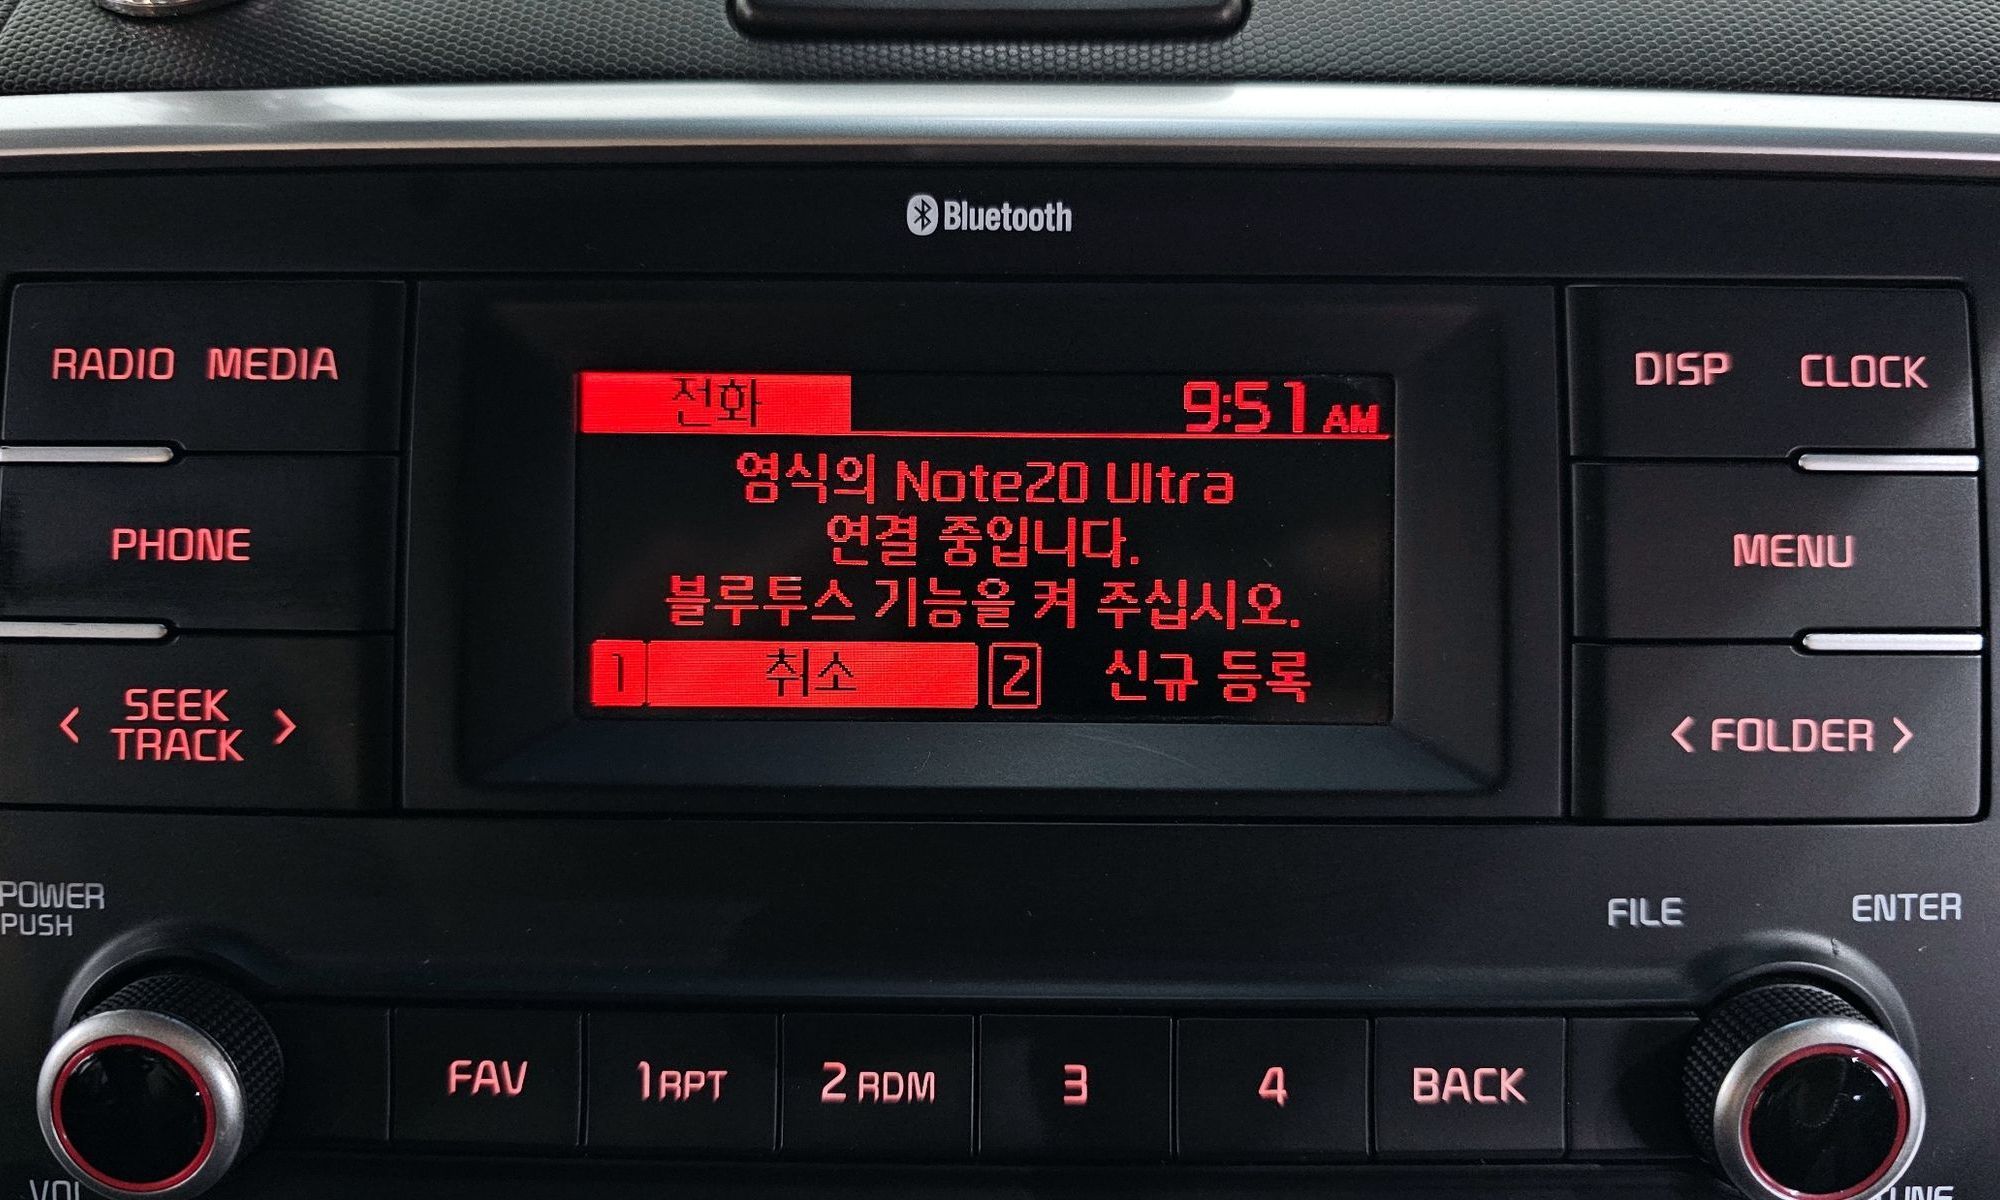 Bluetooth
RADIO MEDIA
DISP CLOCK
전화 9:51 AM
영식의 Note20 Ultra
연결 중입니다.
블루투스 기능을 켜 주십시오.
1 취소 2 신규 등록
PHONE
MENU
< SEEK TRACK >
< FOLDER >
POWER
PUSH
FILE
ENTER
FAV
1 RPT
2 RDM
3
4
BACK
VOL